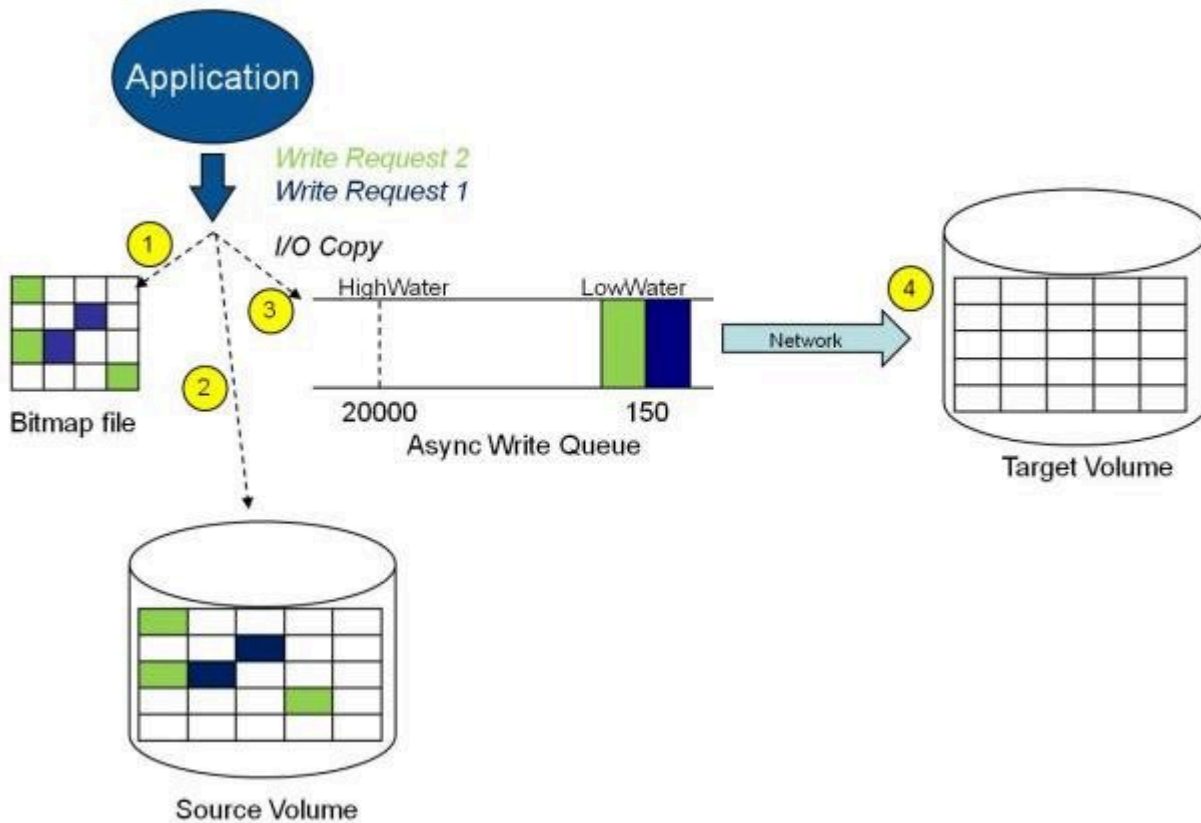 Application
Write Request 2
Write Request 1
1
I/O Copy
HighWater
LowWater
4
3
Network
2
20000
150
Bitmap file
Async Write Queue
Target Volume
Source Volume